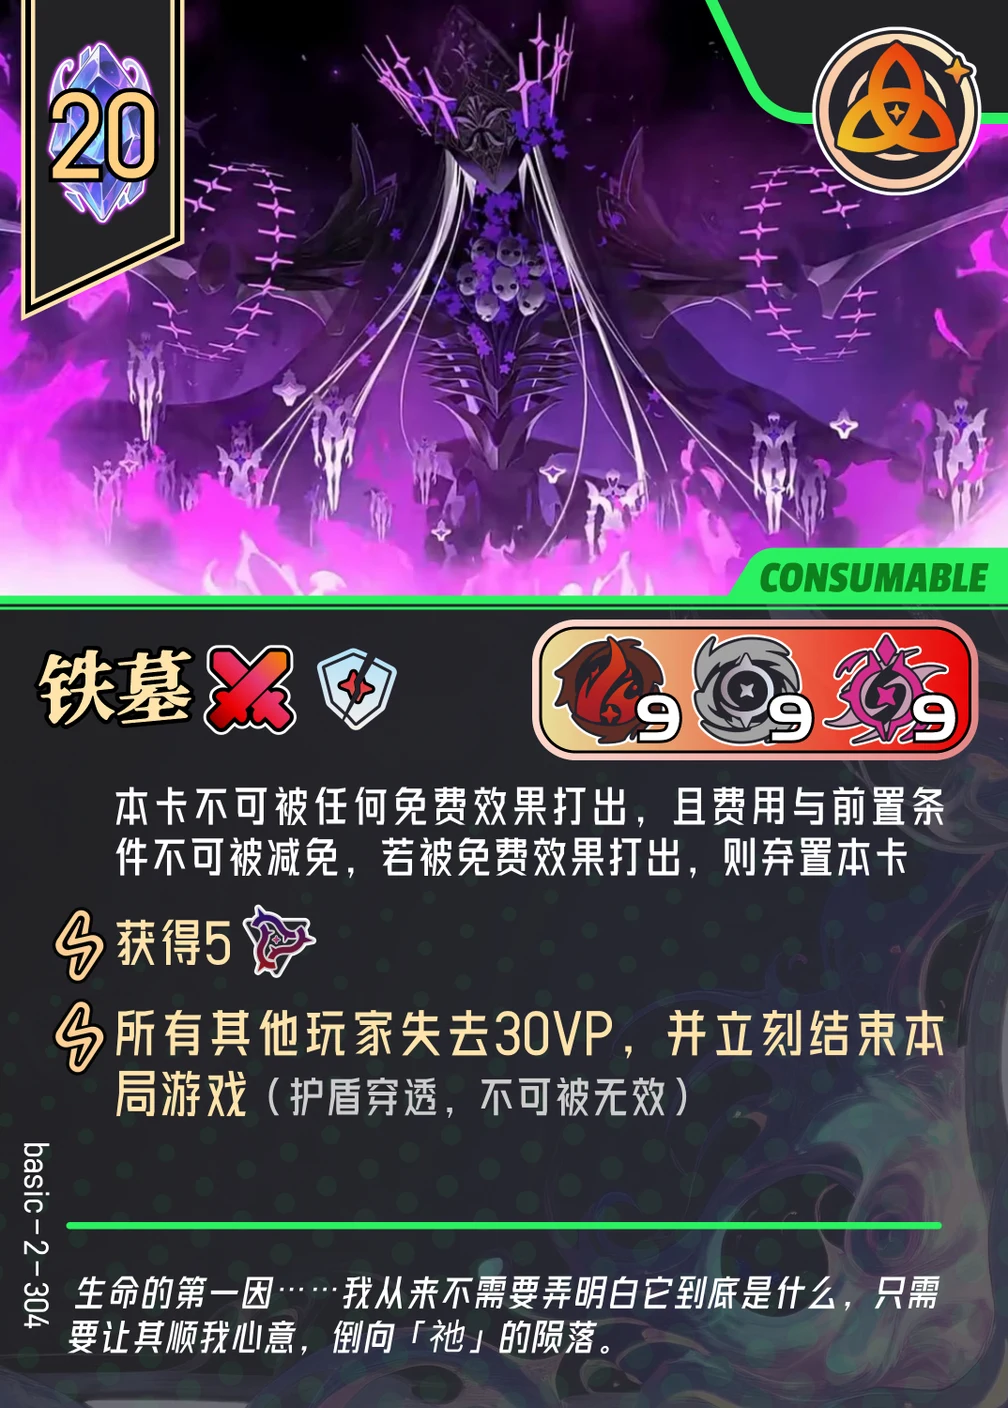 20
CONSUMABLE
铁墓
9 9 9
本卡不可被任何免费效果打出，且费用与前置条
件不可被减免，若被免费效果打出，则弃置本卡
获得5
所有其他玩家失去30VP，并立刻结束本
局游戏（护盾穿透，不可被无效）
basic-2-304
生命的第一因……我从来不需要弄明白它到底是什么，只需
要让其顺我心意，倒向「祂」的陨落。